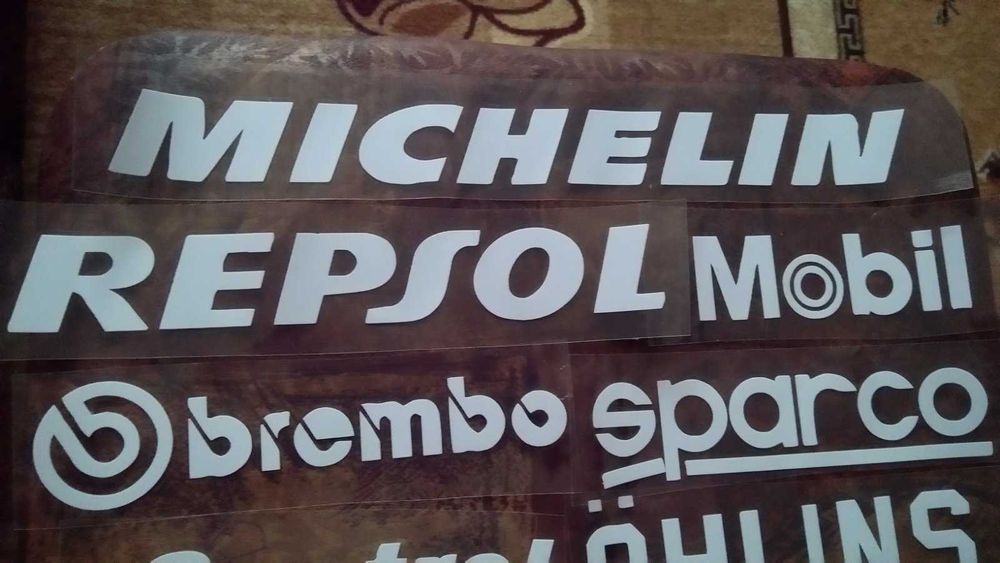 MICHELIN
REPSOL Mobil
brembo sparco
ÖHLINS